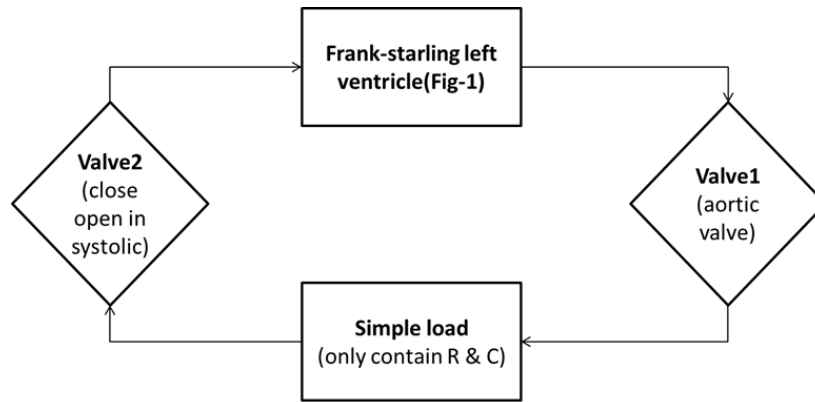 Frank-starling left
ventricle(Fig-1)
Valve2
(close
open in
systolic)
Valve1
(aortic
valve)
Simple load
(only contain R & C)